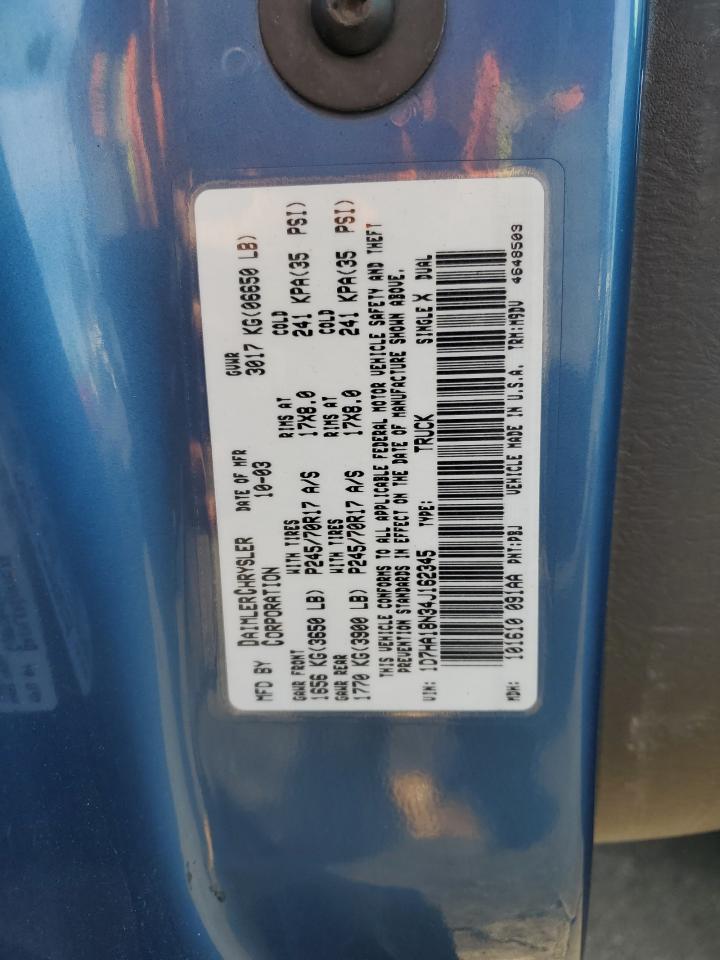 MFD BY DAIMLERCHRYSLER CORPORATION DATE OF MFR 10-03 GVWR 3017 KG(06650 LB)
GAWR FRONT WITH TIRES RIMS AT COLD
1656 KG(3650 LB) P245/70R17 A/S 17X8.0 241 KPA(35 PSI)
GAWR REAR WITH TIRES RIMS AT COLD
1770 KG(3900 LB) P245/70R17 A/S 17X8.0 241 KPA(35 PSI)
THIS VEHICLE CONFORMS TO ALL APPLICABLE FEDERAL MOTOR VEHICLE SAFETY AND THEFT
PREVENTION STANDARDS IN EFFECT ON THE DATE OF MANUFACTURE SHOWN ABOVE.
VIN: 1D7HA18N34J162345 TYPE: TRUCK SINGLE X DUAL
MDH: 101610 091AA PNT:PBJ VEHICLE MADE IN U.S.A. TRM:M9DV 4648509